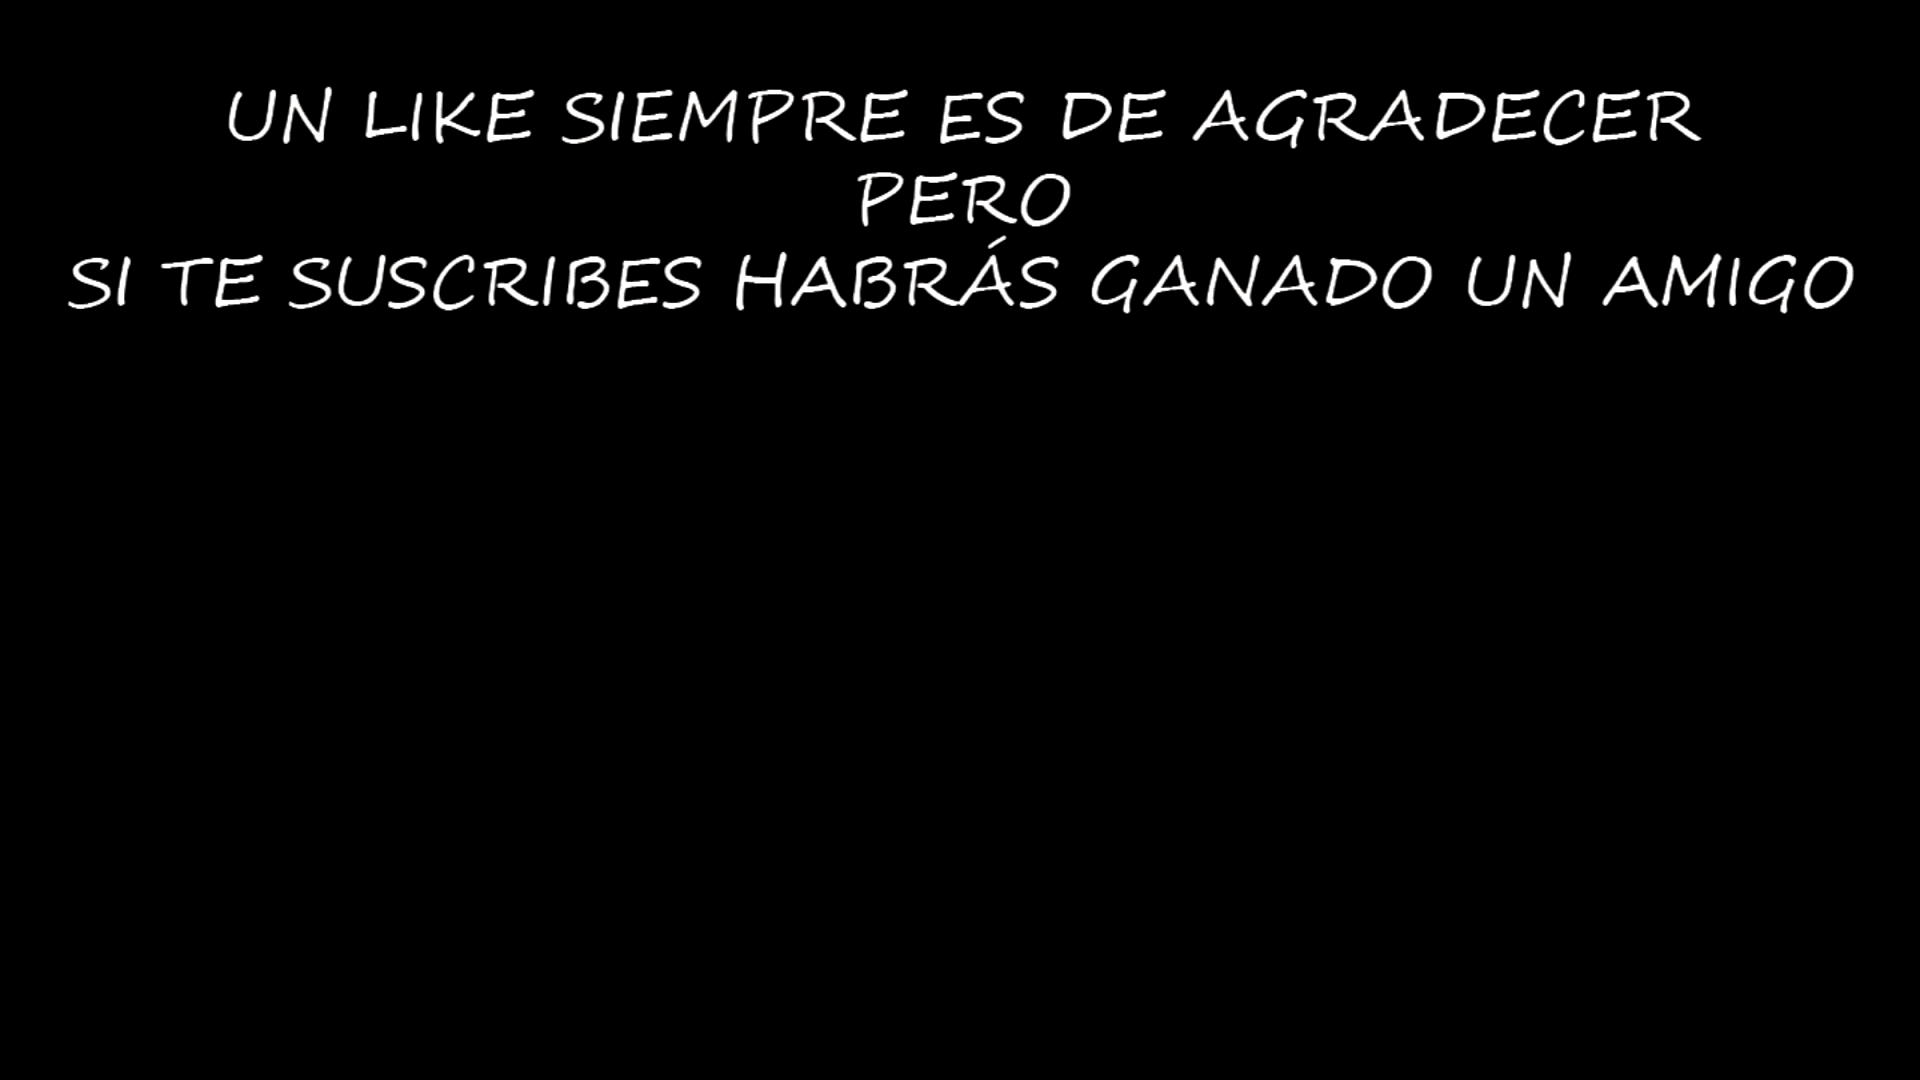 UN LIKE SIEMPRE ES DE AGRADECER
PERO
SI TE SUSCRIBES HABRÁS GANADO UN AMIGO